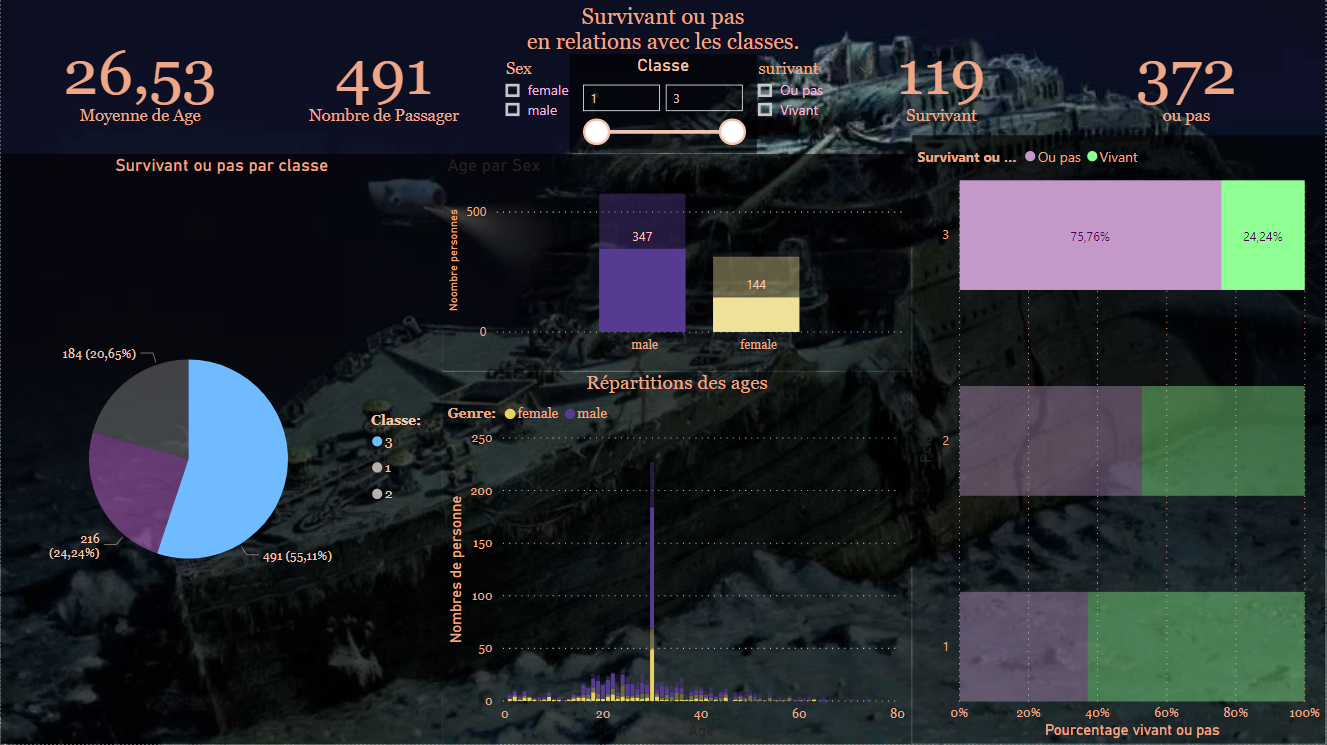 Survivant ou pas
en relations avec les classes.
26,53
Moyenne de Age
491
Nombre de Passager
Sex
female
male
Classe
1
3
surivant
Ou pas
Vivant
119
Survivant
372
ou pas
Survivant ou pas par classe
184 (20,65%)
216
(24,24%)
491 (55,11%)
Classe:
3
1
2
Age par Sex
Noombre personnes
500
0
347
144
male
female
Répartitions des ages
Genre: female male
Nombres de personne
250
200
150
100
50
0
0 20 40 60 80
Age
Survivant ou ... Ou pas Vivant
3
75,76%
24,24%
2
1
0% 20% 40% 60% 80% 100%
Pourcentage vivant ou pas